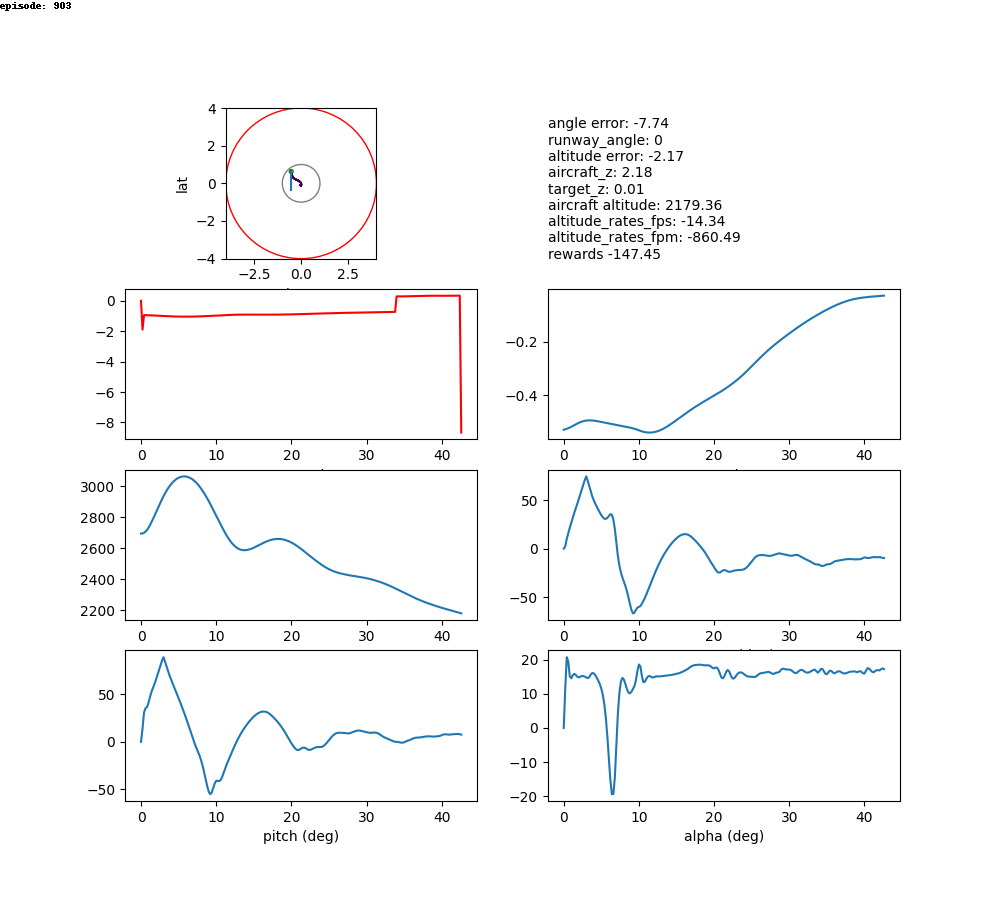 episode: 903
4
2
0
−2
−4
lat
−2.5 0.0 2.5
angle error: -7.74
runway_angle: 0
altitude error: -2.17
aircraft_z: 2.18
target_z: 0.01
aircraft altitude: 2179.36
altitude_rates_fps: -14.34
altitude_rates_fpm: -860.49
rewards -147.45
0
−2
−4
−6
−8
0 10 20 30 40
−0.2
−0.4
0 10 20 30 40
3000
2800
2600
2400
2200
0 10 20 30 40
50
0
−50
0 10 20 30 40
50
0
−50
0 10 20 30 40
pitch (deg)
20
10
0
−10
−20
0 10 20 30 40
alpha (deg)